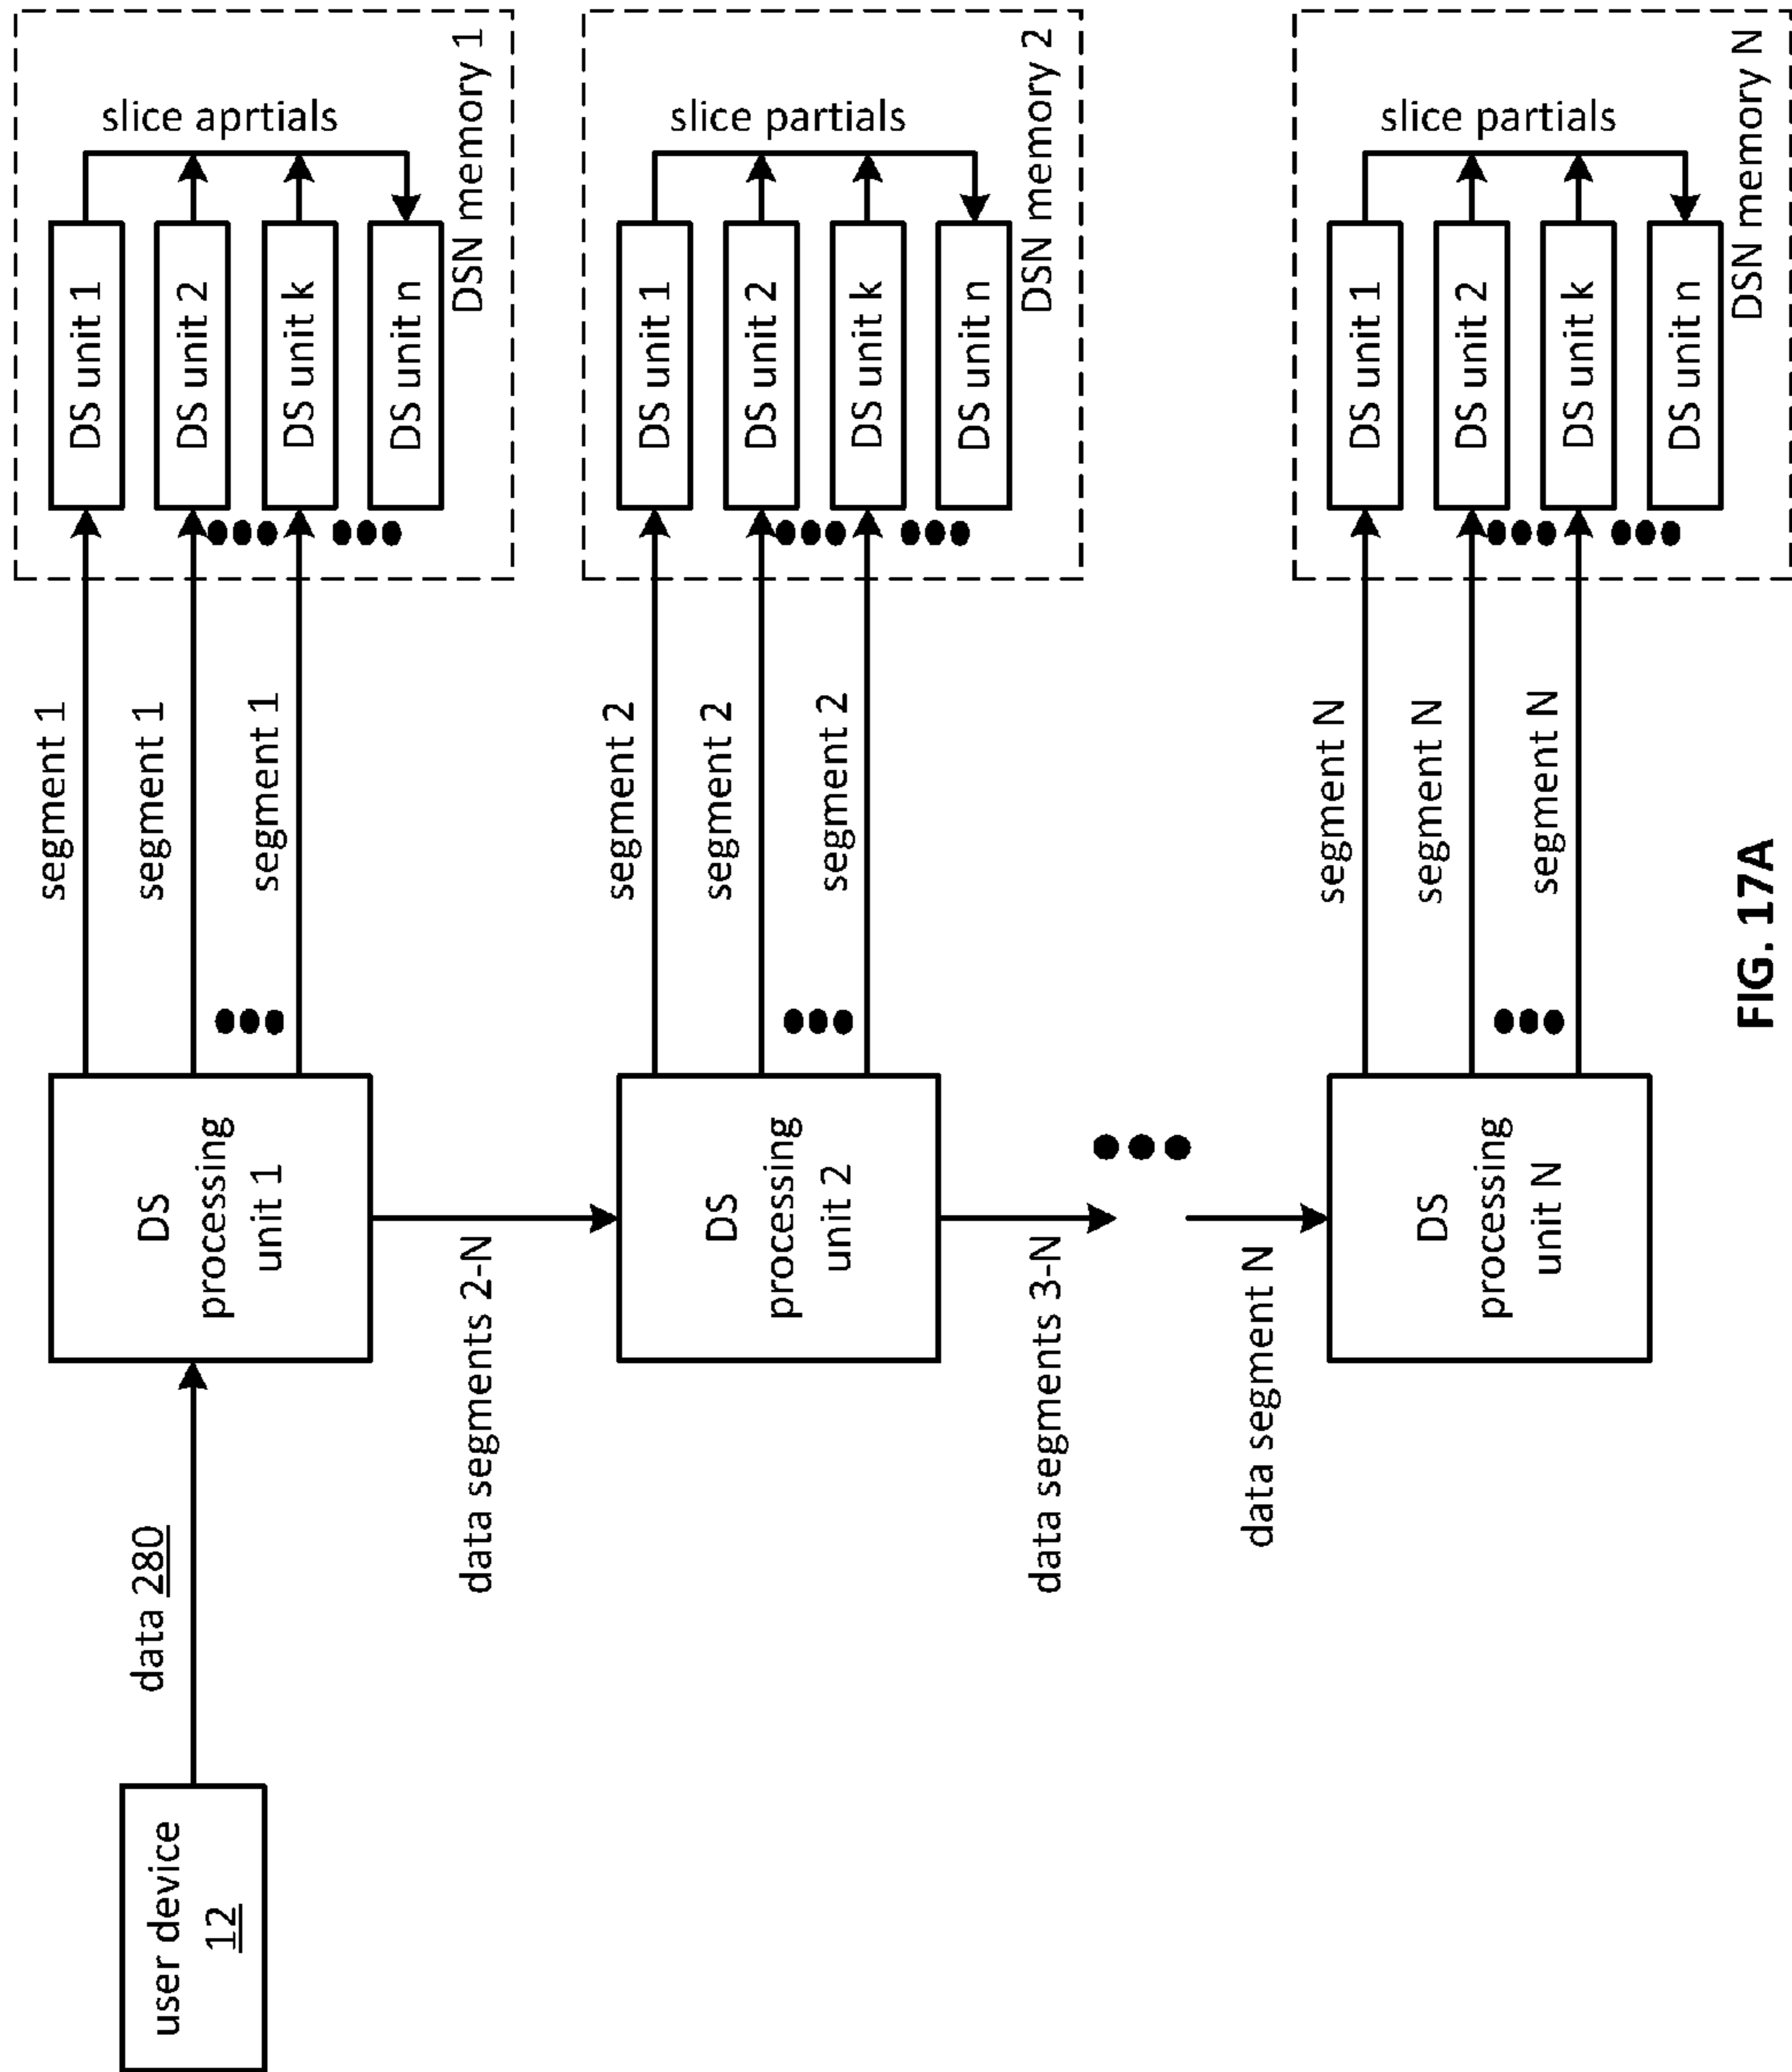 user device
12
data 280
DS
processing
unit 1
segment 1
segment 1
segment 1
DS unit 1
DS unit 2
DS unit k
DS unit n
slice aprtials
DSN memory 1
data segments 2-N
DS
processing
unit 2
segment 2
segment 2
segment 2
DS unit 1
DS unit 2
DS unit k
DS unit n
slice partials
DSN memory 2
data segments 3-N
data segment N
DS
processing
unit N
segment N
segment N
segment N
DS unit 1
DS unit 2
DS unit k
DS unit n
slice partials
DSN memory N
FIG. 17A